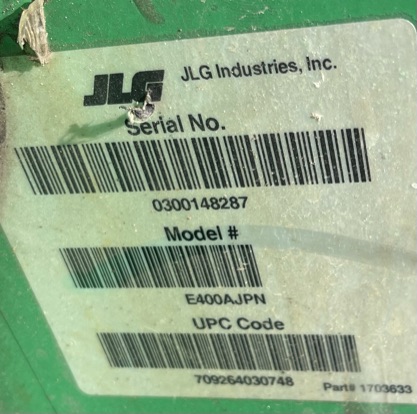 JLG JLG Industries, Inc.
Serial No.
0300148287
Model #
E400AJPN
UPC Code
709264030748 Part# 1703633